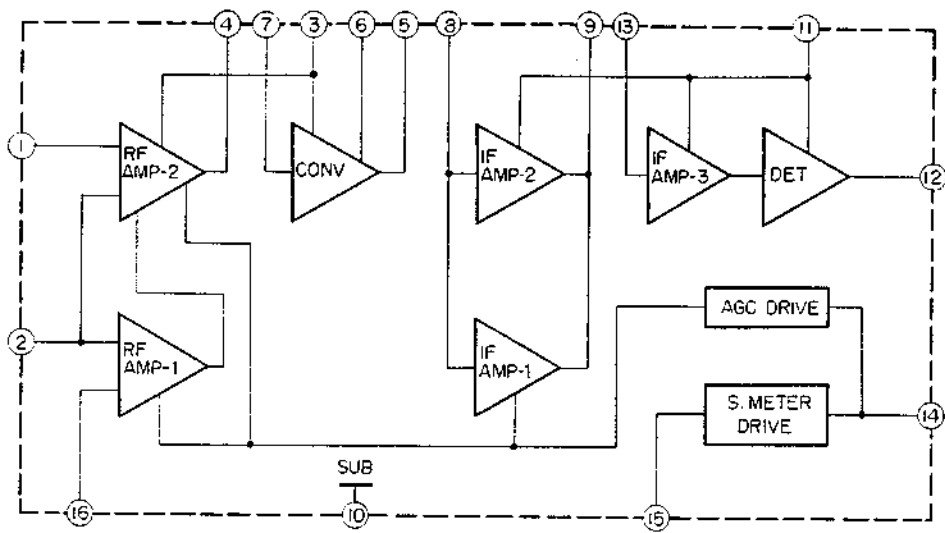 4 7 3 6 5 8 9 13 11
1
RF
AMP-2
CONV
IF
AMP-2
IF
AMP-3
DET
12
AGC DRIVE
2
RF
AMP-1
IF
AMP-1
S. METER
DRIVE
14
SUB
16
10
15